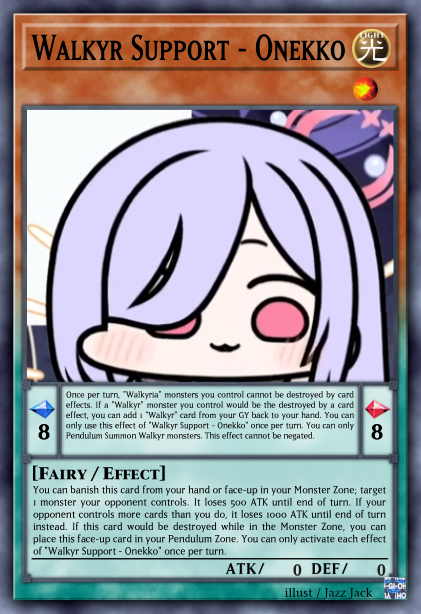 Walkyr Support - Onekko
LIGHT
光
Once per turn, "Walkyria" monsters you control cannot be destroyed by card
effects. If a "Walkyr" monster you control would be the destroyed by a card
effect, you can add 1 "Walkyr" card from your GY back to your hand. You can
only use this effect of "Walkyr Support - Onekko" once per turn. You can only
Pendulum Summon Walkyr monsters. This effect cannot be negated.
8
8
[Fairy / Effect]
You can banish this card from your hand or face-up in your Monster Zone; target
1 monster your opponent controls. It loses 500 ATK until end of turn. If your
opponent controls more cards than you do, it loses 1000 ATK until end of turn
instead. If this card would be destroyed while in the Monster Zone, you can
place this face-up card in your Pendulum Zone. You can only activate each effect
of "Walkyr Support - Onekko" once per turn.
ATK/ 0 DEF/ 0
illust / Jazz Jack